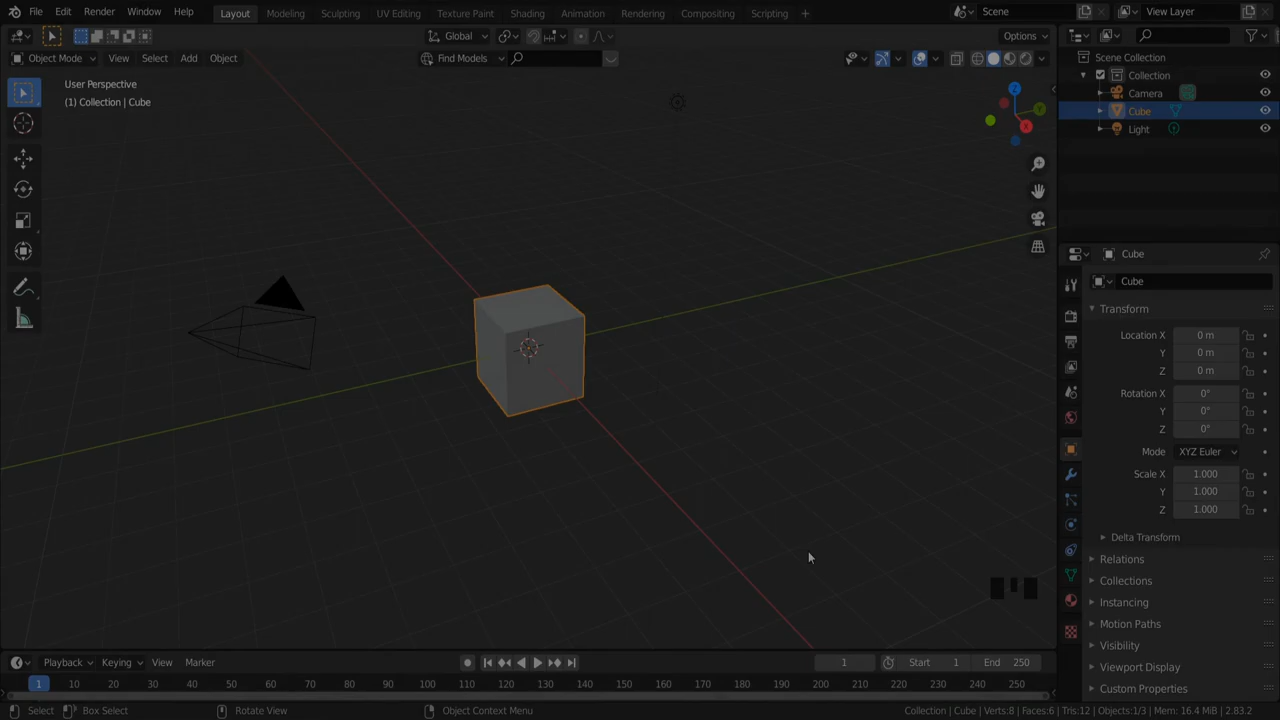 File Edit Render Window Help Layout Modeling Sculpting UV Editing Texture Paint Shading Animation Rendering Compositing Scripting + Scene View Layer
Global Options
Object Mode View Select Add Object Find Models
User Perspective
(1) Collection | Cube
Z
Y
X
Scene Collection
Collection
Camera
Cube
Light
Cube
Cube
Transform
Location X 0 m
Y 0 m
Z 0 m
Rotation X 0°
Y 0°
Z 0°
Mode XYZ Euler
Scale X 1.000
Y 1.000
Z 1.000
Delta Transform
Relations
Collections
Instancing
Motion Paths
Visibility
Viewport Display
Custom Properties
Playback Keying View Marker 1 Start 1 End 250
1 10 20 30 40 50 60 70 80 90 100 110 120 130 140 150 160 170 180 190 200 210 220 230 240 250
Select Box Select Rotate View Object Context Menu Collection | Cube | Verts:8 | Faces:6 | Tris:12 | Objects:1/3 | Mem: 16.4 MiB | 2.83.2